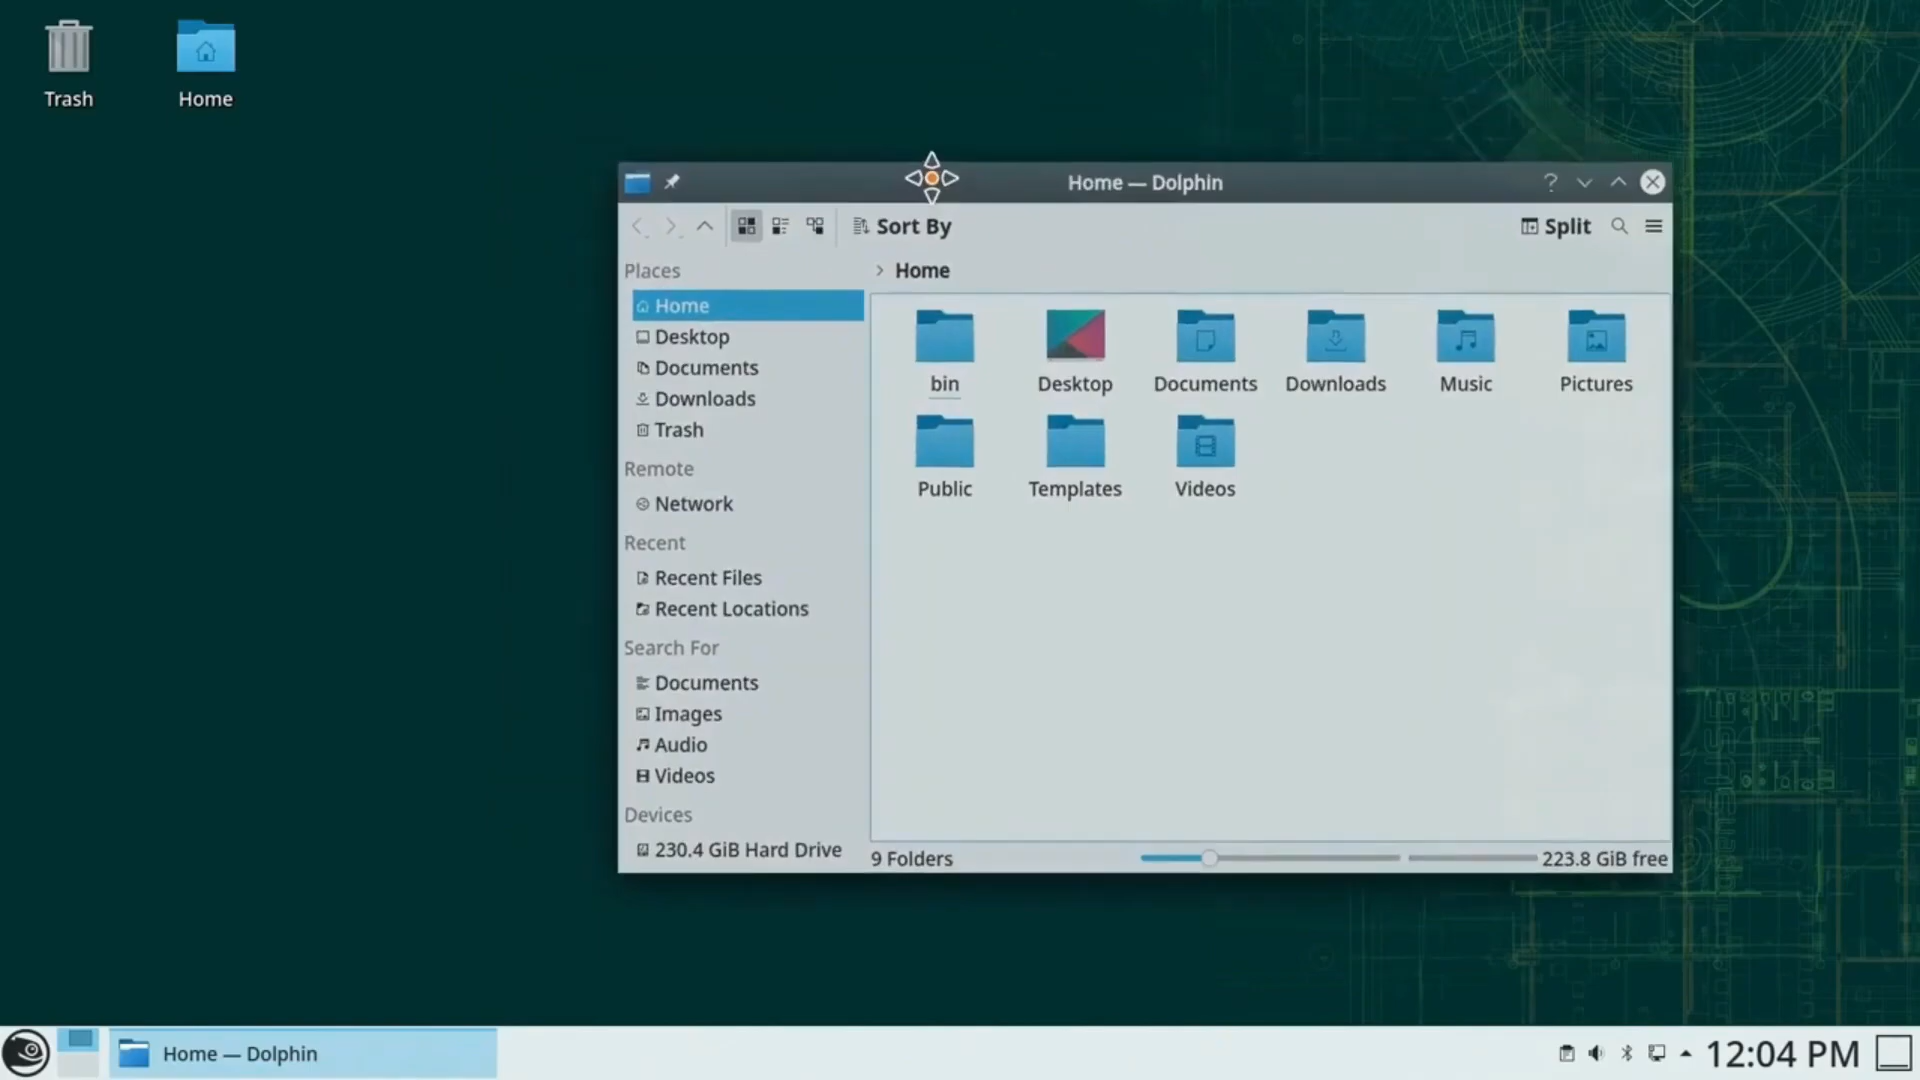 Trash
Home
Home — Dolphin
Sort By
Split
Places
Home
Home
Desktop
Documents
Downloads
Trash
Remote
Network
Recent
Recent Files
Recent Locations
Search For
Documents
Images
Audio
Videos
Devices
230.4 GiB Hard Drive
bin
Desktop
Documents
Downloads
Music
Pictures
Public
Templates
Videos
9 Folders
223.8 GiB free
openSUSE
Home — Dolphin
12:04 PM